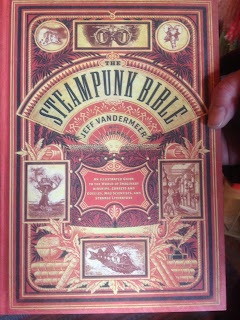 THE
STEAMPUNK BIBLE
JEFF VANDERMEER
AN ILLUSTRATED GUIDE
TO THE WORLD OF IMAGINARY
AIRSHIPS, CORSETS AND
GOGGLES, MAD SCIENTISTS, AND
STRANGE LITERATURE